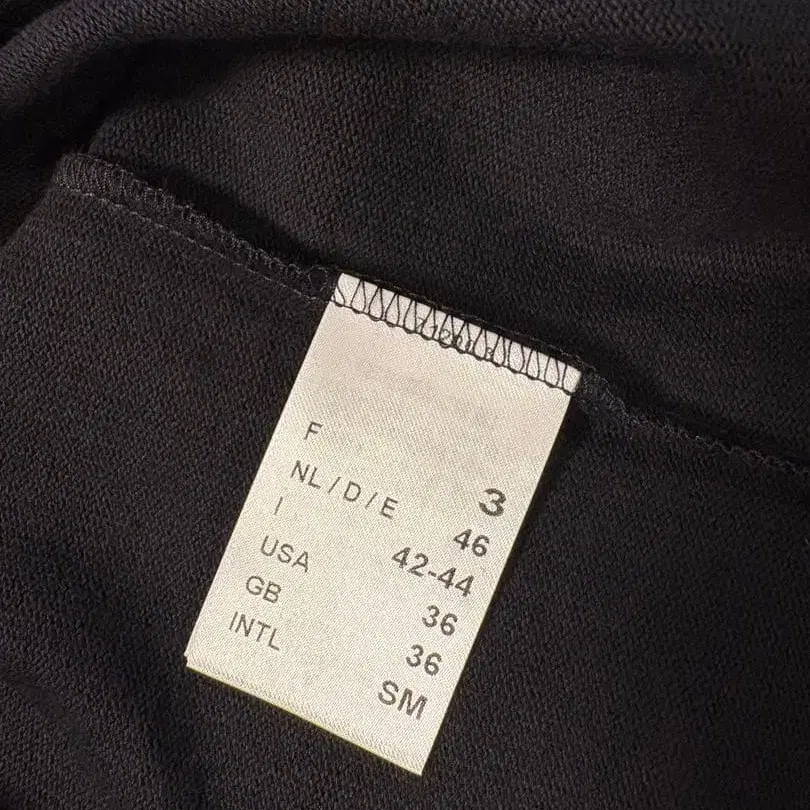 F 3
NL/D/E 46
I 42-44
USA 36
GB 36
INTL SM